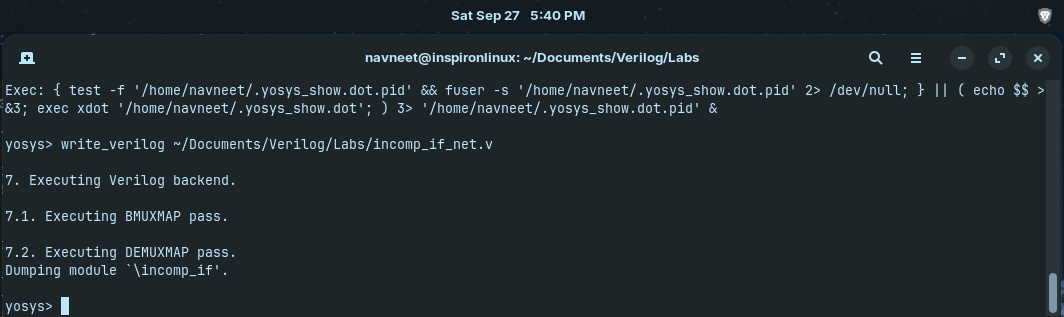 Sat Sep 27 5:40 PM
navneet@inspironlinux: ~/Documents/Verilog/Labs
Exec: { test -f '/home/navneet/.yosys_show.dot.pid' && fuser -s '/home/navneet/.yosys_show.dot.pid' 2> /dev/null; } || ( echo $$ >
&3; exec xdot '/home/navneet/.yosys_show.dot'; ) 3> '/home/navneet/.yosys_show.dot.pid' &
yosys> write_verilog ~/Documents/Verilog/Labs/incomp_if_net.v
7. Executing Verilog backend.
7.1. Executing BMUXMAP pass.
7.2. Executing DEMUXMAP pass.
Dumping module `\incomp_if'.
yosys>